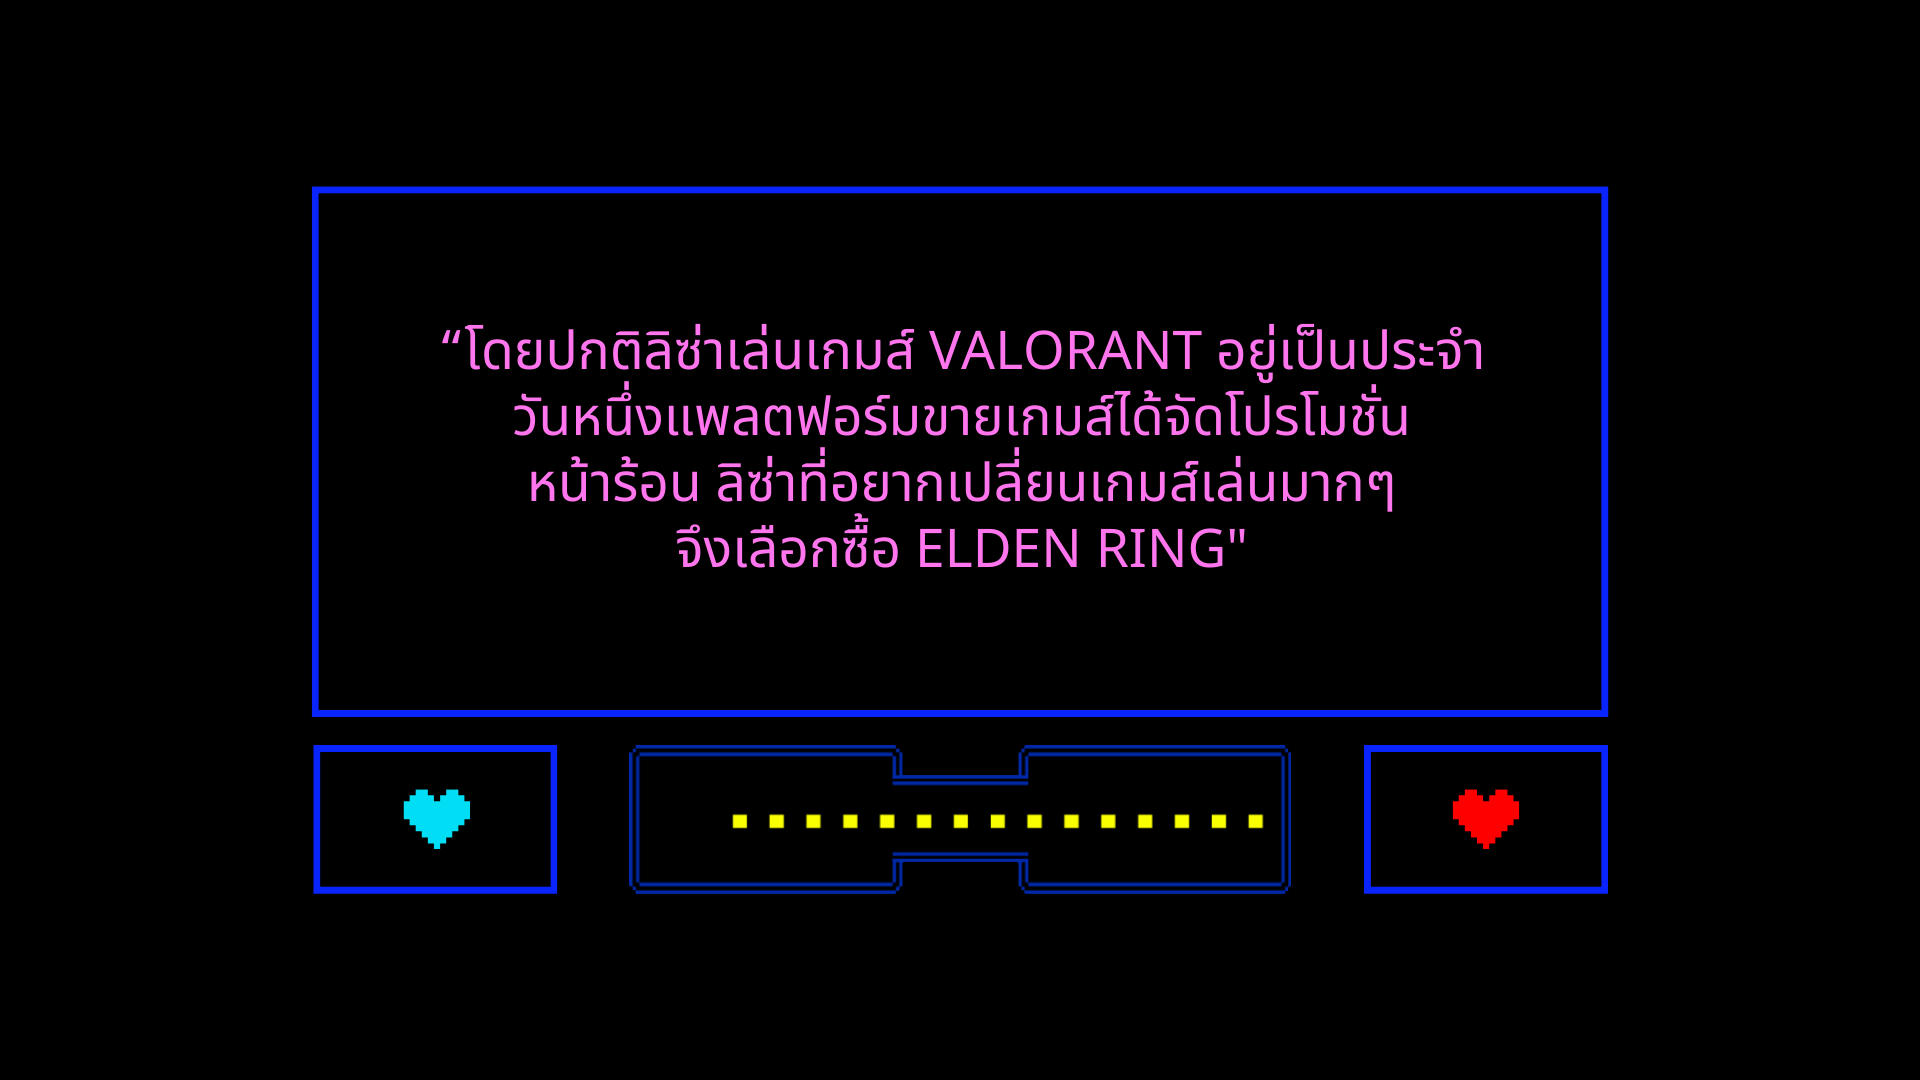 “โดยปกติลิซ่าเล่นเกมส์ VALORANT อยู่เป็นประจำ
วันหนึ่งแพลตฟอร์มขายเกมส์ได้จัดโปรโมชั่น
หน้าร้อน ลิซ่าที่อยากเปลี่ยนเกมส์เล่นมากๆ
จึงเลือกซื้อ ELDEN RING"